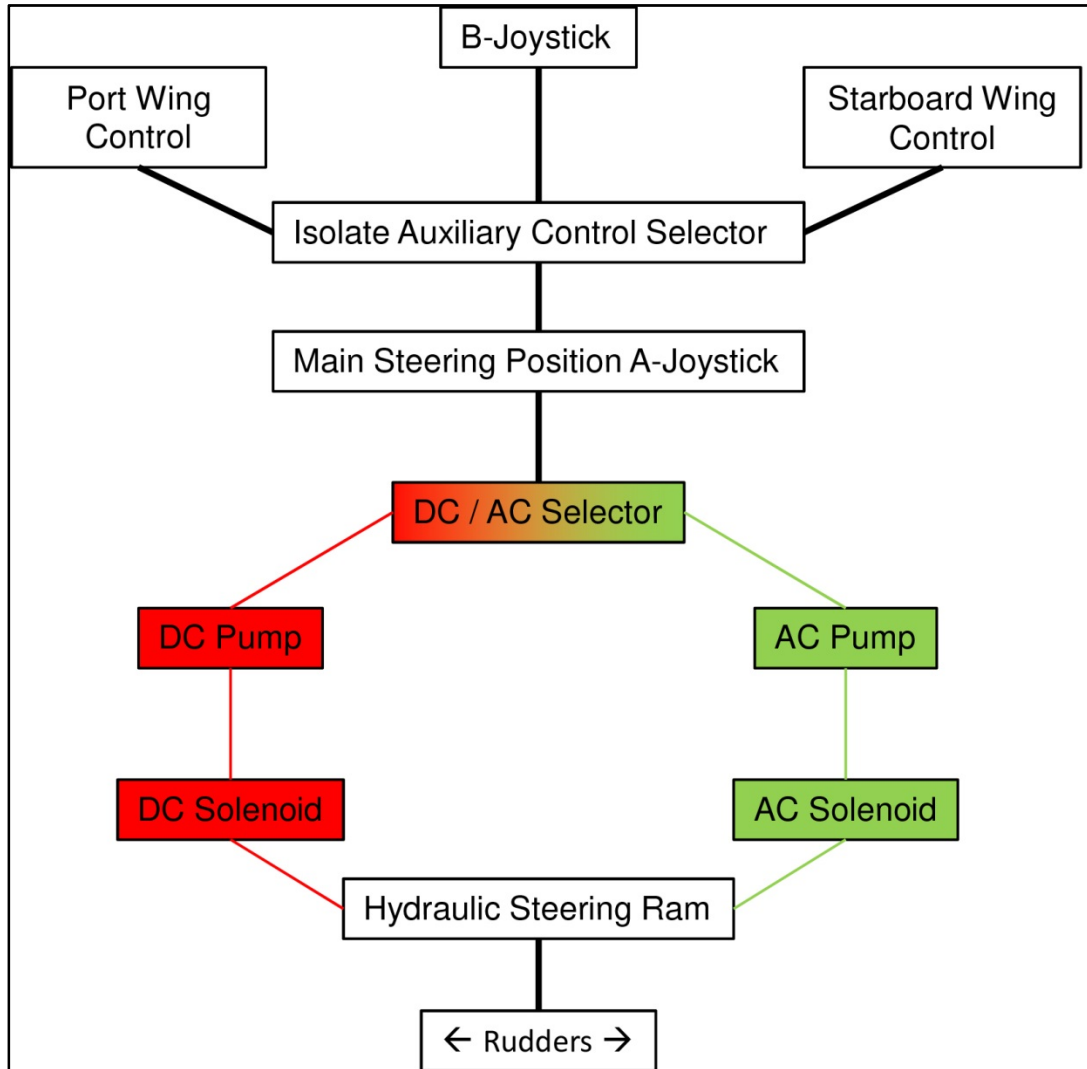 B-Joystick
Port Wing
Control
Starboard Wing
Control
Isolate Auxiliary Control Selector
Main Steering Position A-Joystick
DC / AC Selector
DC Pump
AC Pump
DC Solenoid
AC Solenoid
Hydraulic Steering Ram
← Rudders →